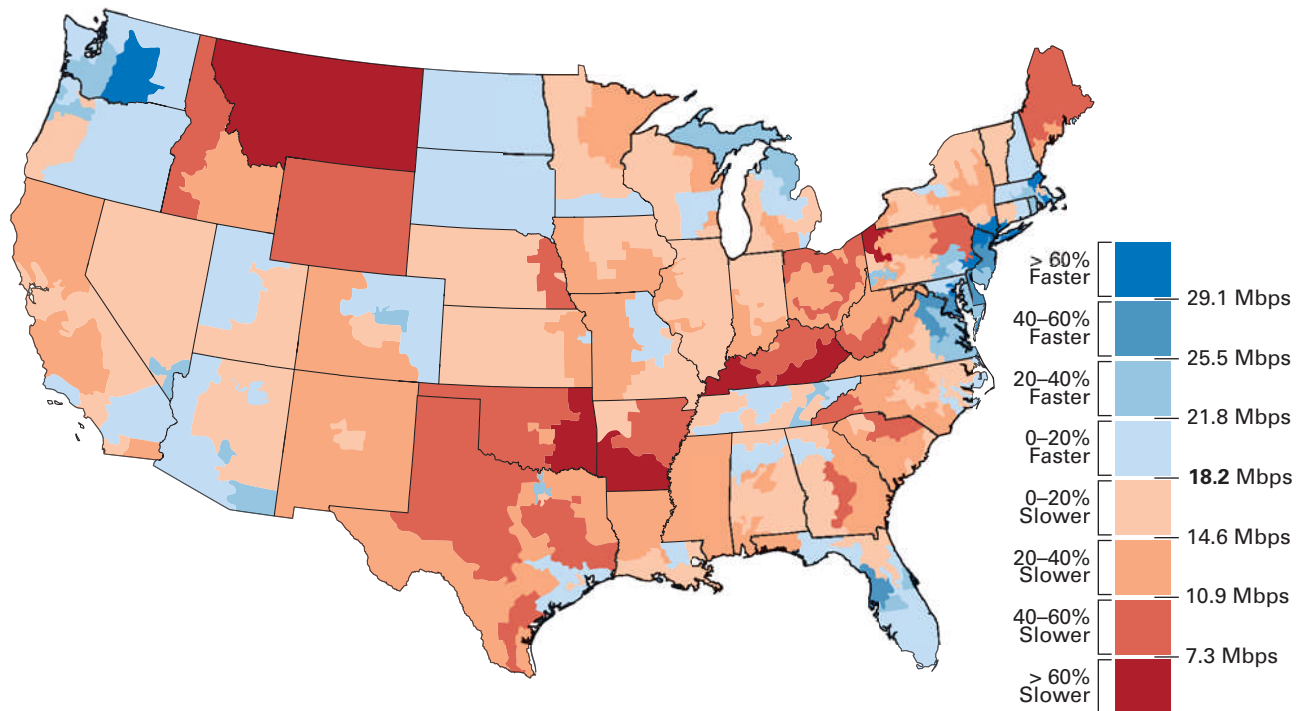 > 60%
Faster
29.1 Mbps
40–60%
Faster
25.5 Mbps
20–40%
Faster
21.8 Mbps
0–20%
Faster
18.2 Mbps
0–20%
Slower
14.6 Mbps
20–40%
Slower
10.9 Mbps
40–60%
Slower
7.3 Mbps
> 60%
Slower